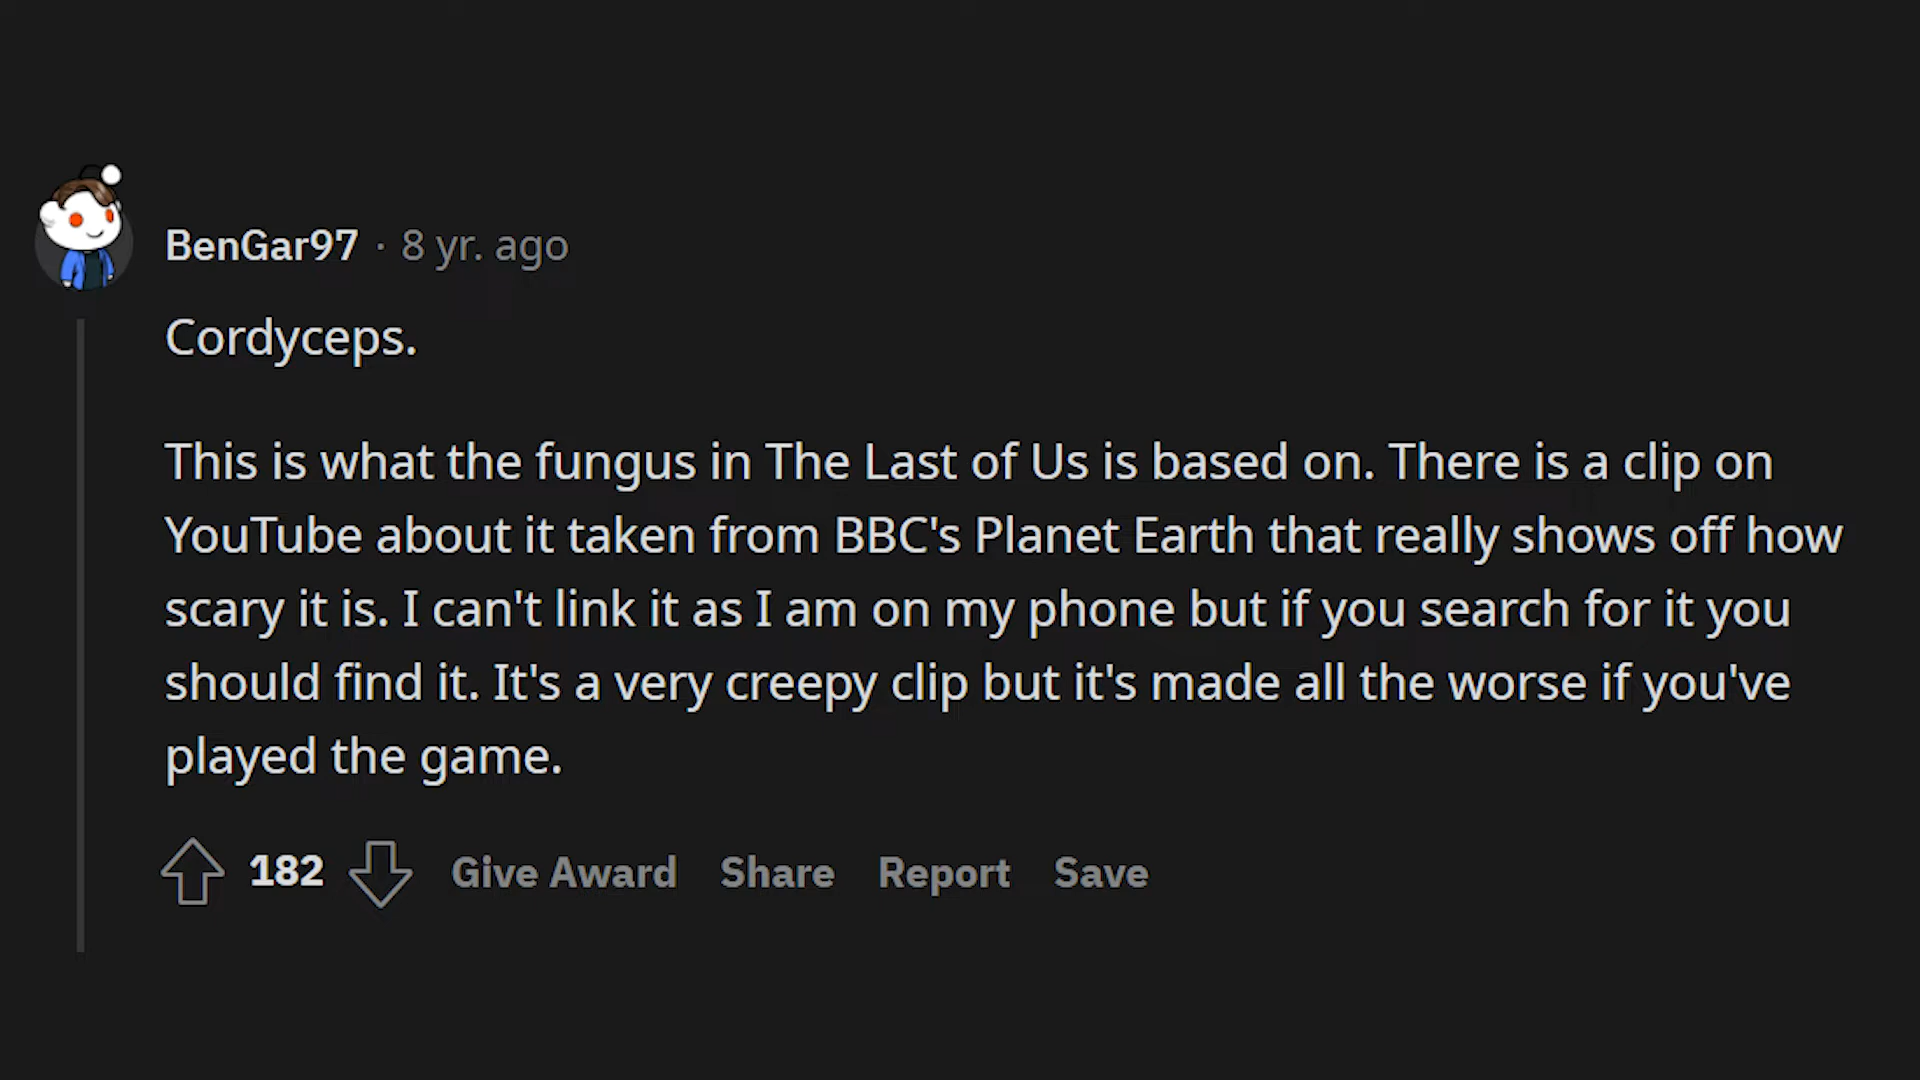 BenGar97 · 8 yr. ago
Cordyceps.
This is what the fungus in The Last of Us is based on. There is a clip on
YouTube about it taken from BBC's Planet Earth that really shows off how
scary it is. I can't link it as I am on my phone but if you search for it you
should find it. It's a very creepy clip but it's made all the worse if you've
played the game.
182 Give Award Share Report Save